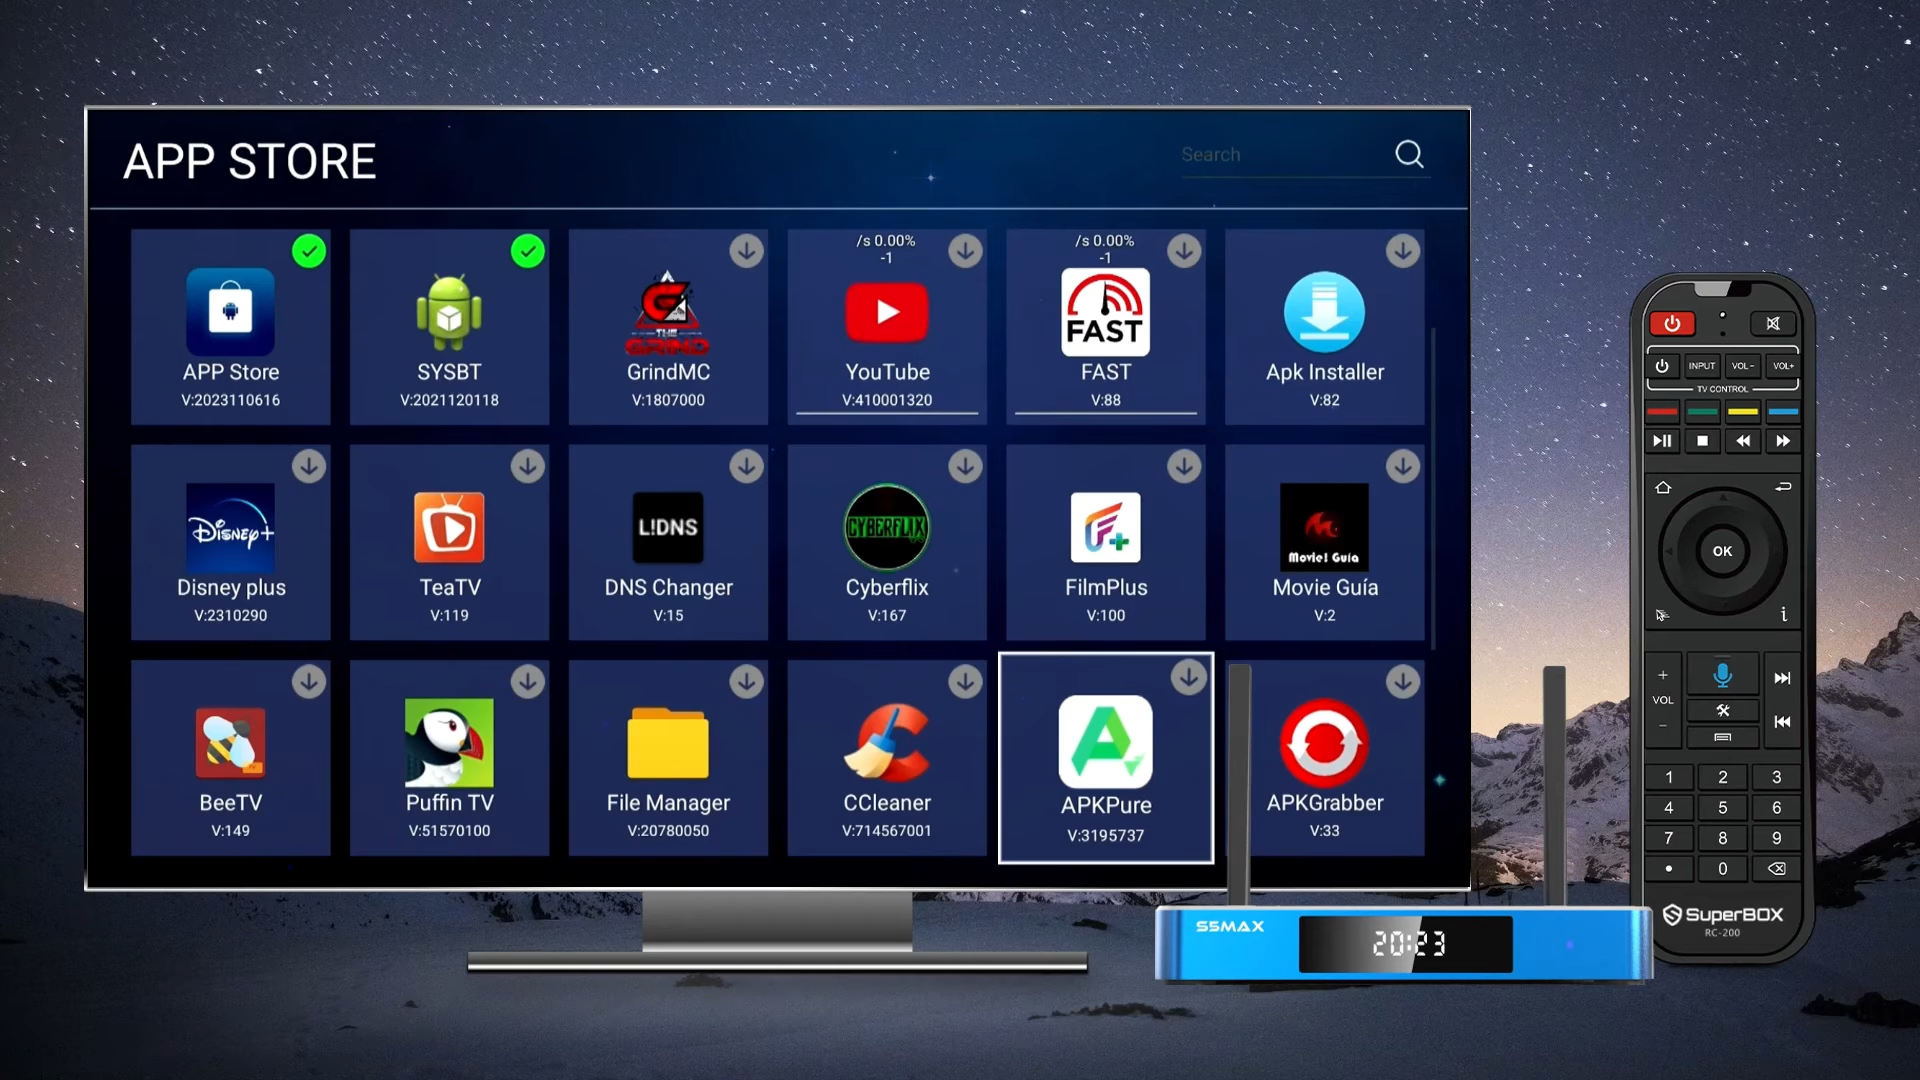 APP STORE
Search
APP Store
V:2023110616
SYSBT
V:2021120118
THE
GRIND
GrindMC
V:1807000
/s 0.00%
-1
YouTube
V:410001320
/s 0.00%
-1
FAST
FAST
V:88
Apk Installer
V:82
Disney+
Disney plus
V:2310290
TeaTV
V:119
L!DNS
DNS Changer
V:15
CYBERFLIX
Cyberflix
V:167
FilmPlus
V:100
Movie! Guía
Movie Guía
V:2
BeeTV
V:149
Puffin TV
V:51570100
File Manager
V:20780050
CCleaner
V:714567001
APKPure
V:3195737
APKGrabber
V:33
S5MAX
20:23
INPUT
VOL-
VOL+
TV CONTROL
OK
i
+
VOL
-
1 2 3
4 5 6
7 8 9
0
SuperBOX
RC-200